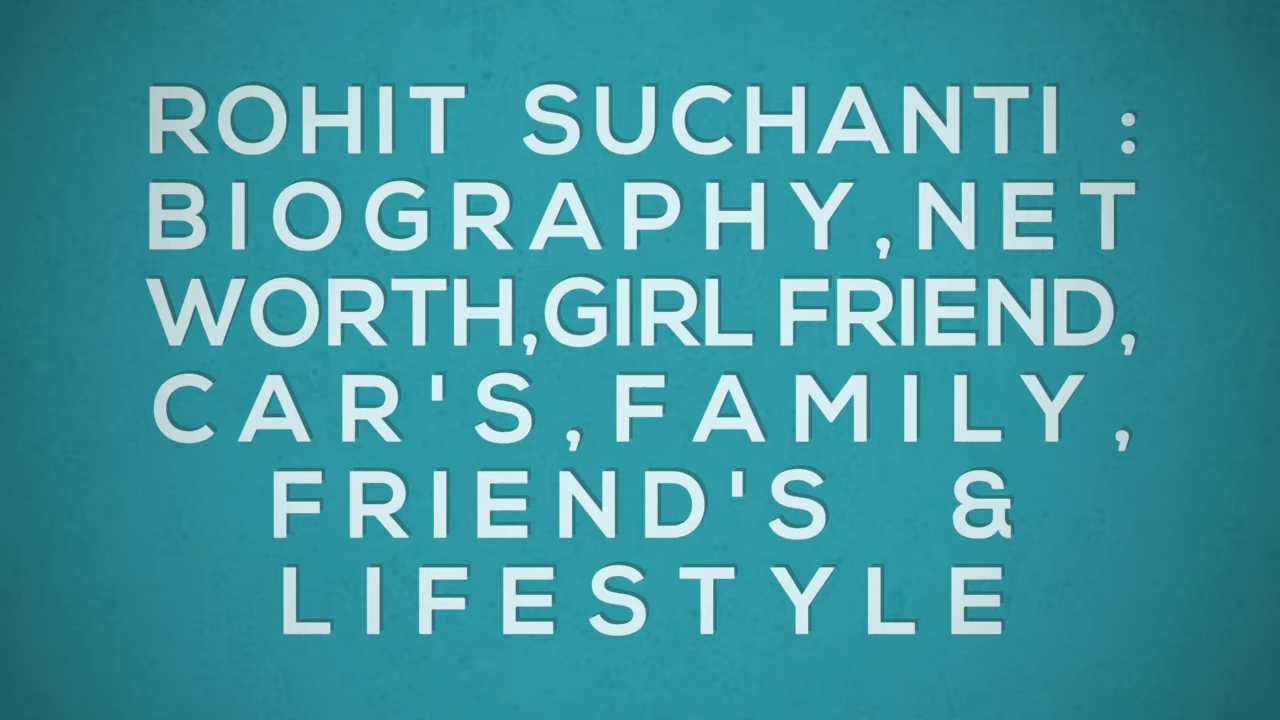 ROHIT SUCHANTI :
BIOGRAPHY,NET
WORTH,GIRL FRIEND,
CAR'S,FAMILY,
FRIEND'S &
LIFESTYLE